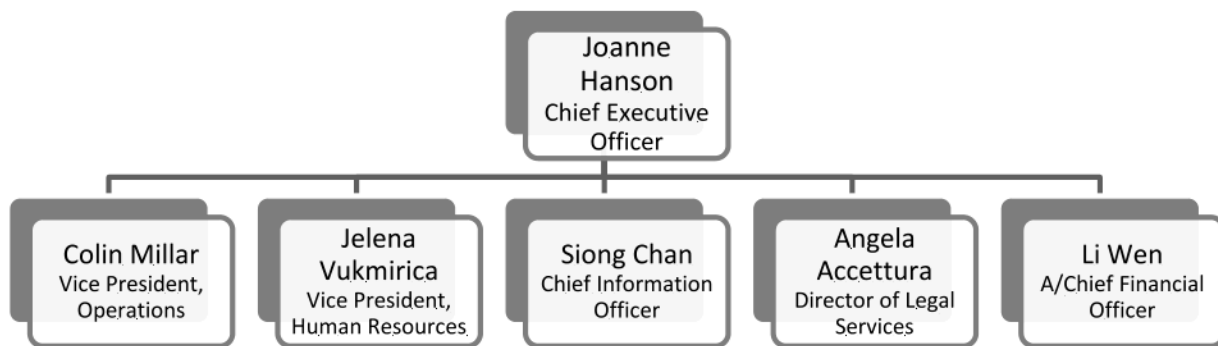 Joanne
Hanson
Chief Executive
Officer
Colin Millar
Vice President,
Operations
Jelena
Vukmirica
Vice President,
Human Resources
Siong Chan
Chief Information
Officer
Angela
Accettura
Director of Legal
Services
Li Wen
A/Chief Financial
Officer